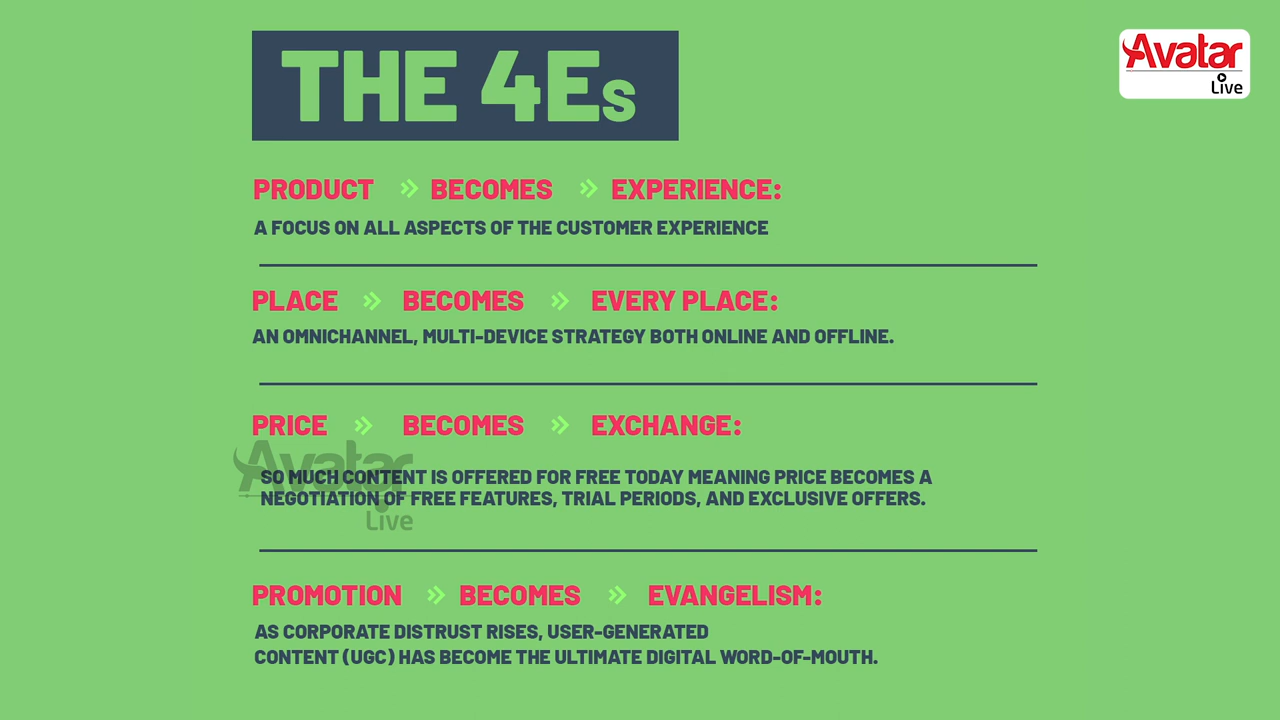 THE 4Es
Avatar
Live
PRODUCT » BECOMES » EXPERIENCE:
A FOCUS ON ALL ASPECTS OF THE CUSTOMER EXPERIENCE
PLACE » BECOMES » EVERY PLACE:
AN OMNICHANNEL, MULTI-DEVICE STRATEGY BOTH ONLINE AND OFFLINE.
PRICE » BECOMES » EXCHANGE:
SO MUCH CONTENT IS OFFERED FOR FREE TODAY MEANING PRICE BECOMES A
NEGOTIATION OF FREE FEATURES, TRIAL PERIODS, AND EXCLUSIVE OFFERS.
Avatar
Live
PROMOTION » BECOMES » EVANGELISM:
AS CORPORATE DISTRUST RISES, USER-GENERATED
CONTENT (UGC) HAS BECOME THE ULTIMATE DIGITAL WORD-OF-MOUTH.